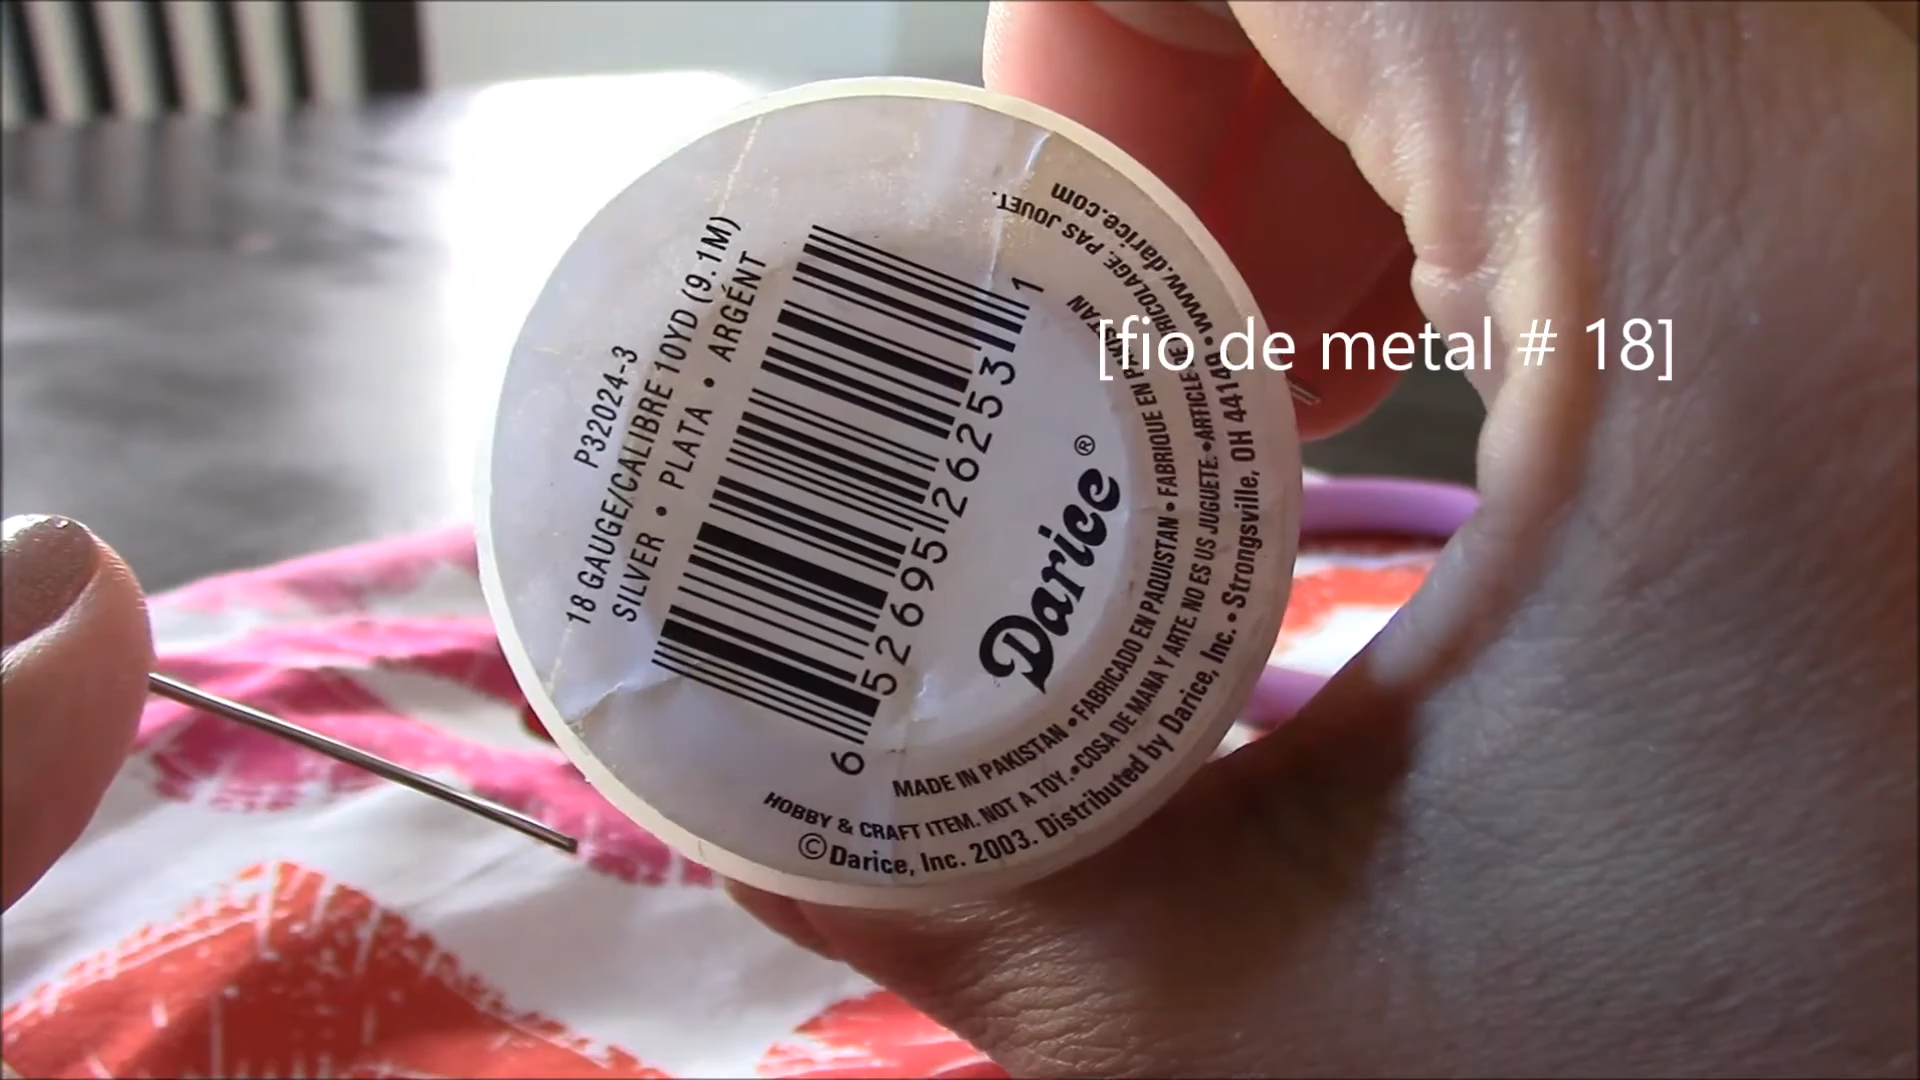 P32024-3
18 GAUGE/CALIBRE 10YD (9.1M)
SILVER • PLATA • ARGÉNT
6 52695 26253 1
Darice®
MADE IN PAKISTAN • FABRICADO EN PAQUISTAN • FABRIQUE EN PAKISTAN
HOBBY & CRAFT ITEM. NOT A TOY. • COSA DE MANA Y ARTE. NO ES US JUGUETE. • ARTICLE DE BRICOLAGE. PAS JOUET.
©Darice, Inc. 2003. Distributed by Darice, Inc. • Strongsville, OH 44149 • www.darice.com
[fio de metal # 18]